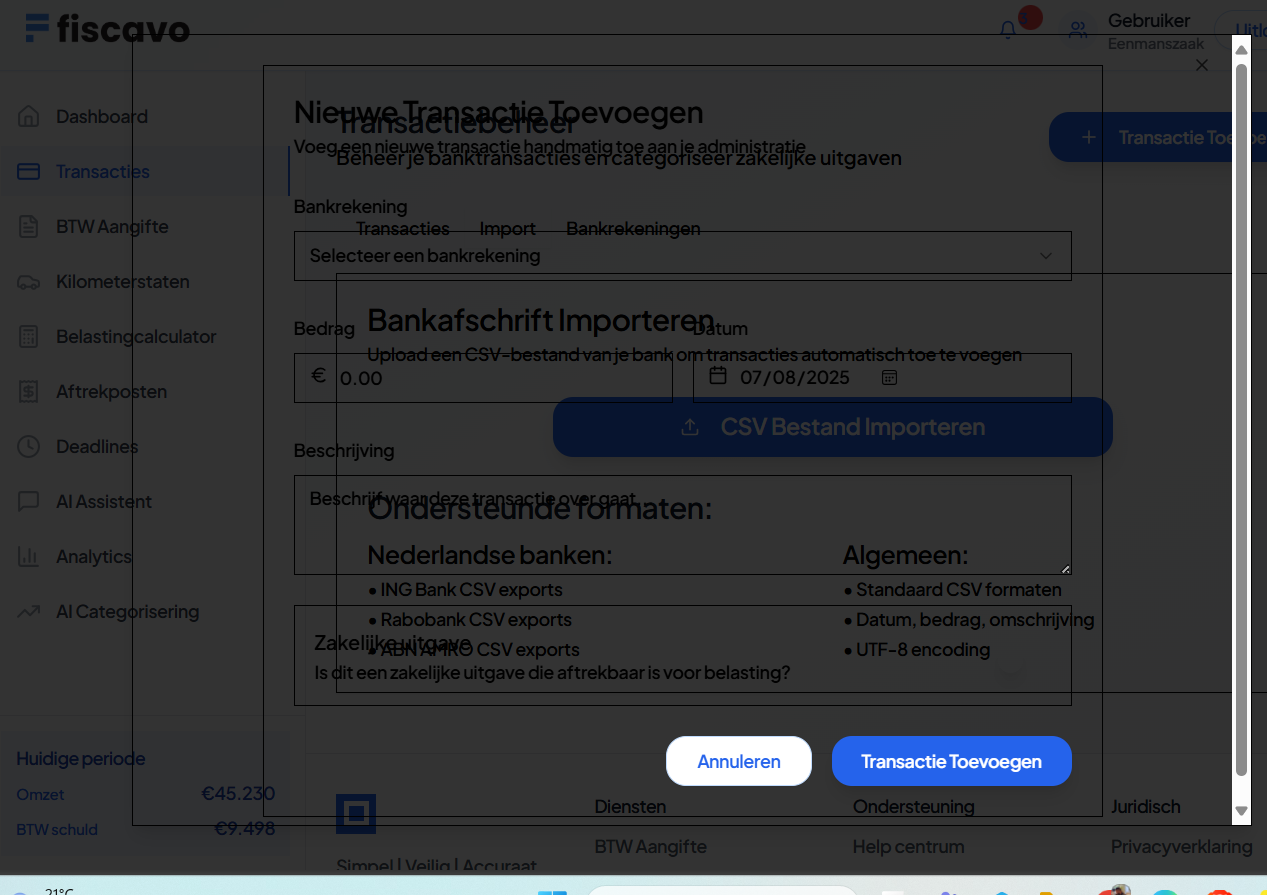 fiscavo
Gebruiker
Eenmanszaak
Nieuwe Transactie Toevoegen
Transactiebeheer
Voeg een nieuwe transactie handmatig toe aan je administratie
Beheer je banktransacties en categoriseer zakelijke uitgaven
Transactie
Dashboard
Transacties
BTW Aangifte
Kilometerstaten
Belastingcalculator
Aftrekposten
Deadlines
AI Assistent
Analytics
AI Categorisering
Bankrekening
Transacties Import Bankrekeningen
Selecteer een bankrekening
Bankafschrift Importeren
Bedrag
Datum
Upload een CSV-bestand van je bank om transacties automatisch toe te voegen
€ 0.00
07/08/2025
CSV Bestand Importeren
Beschrijving
Beschrijf waar deze transactie over gaat...
Ondersteunde formaten:
Nederlandse banken:
• ING Bank CSV exports
• Rabobank CSV exports
• ABN AMRO CSV exports
Algemeen:
• Standaard CSV formaten
• Datum, bedrag, omschrijving
• UTF-8 encoding
Zakelijke uitgave
Is dit een zakelijke uitgave die aftrekbaar is voor belasting?
Annuleren
Transactie Toevoegen
Huidige periode
Omzet €45.230
BTW schuld €9.498
Simpel | Veilig | Accuraat
Diensten
BTW Aangifte
Ondersteuning
Help centrum
Juridisch
Privacyverklaring
21°C